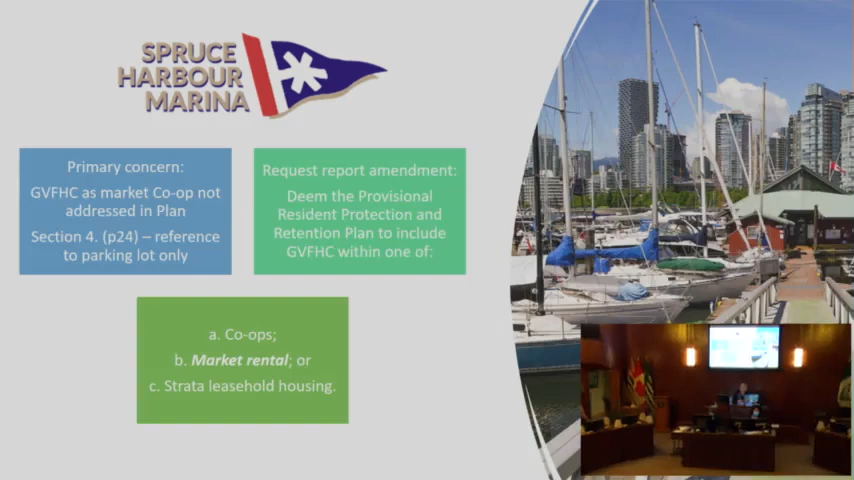 SPRUCE
HARBOUR
MARINA
Primary concern:
GVFHC as market Co-op not
addressed in Plan
Section 4. (p24) – reference
to parking lot only
Request report amendment:
Deem the Provisional
Resident Protection and
Retention Plan to include
GVFHC within one of:
a. Co-ops;
b. Market rental; or
c. Strata leasehold housing.